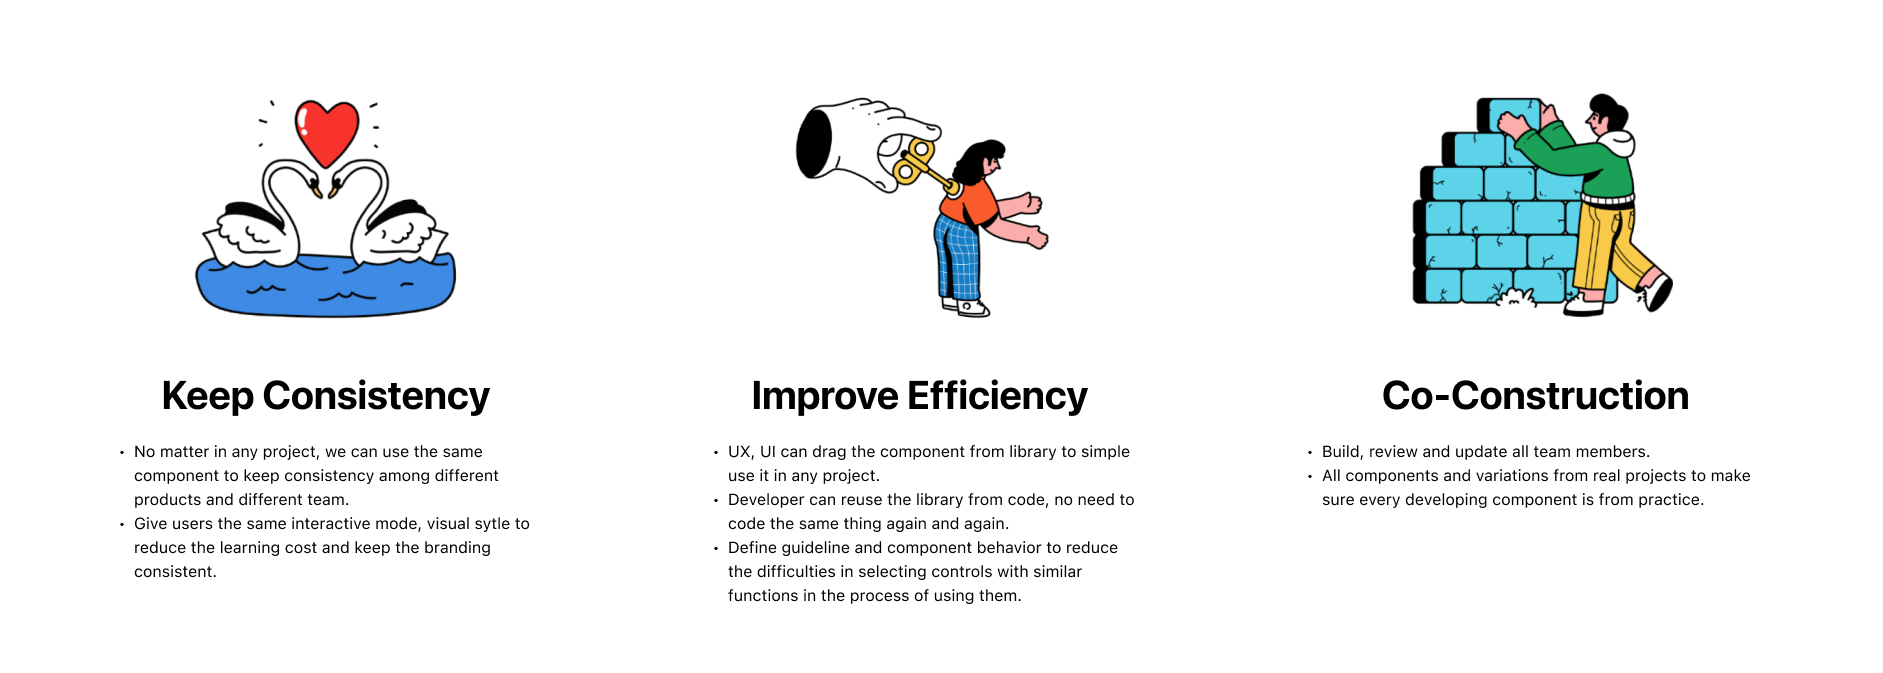 Keep Consistency
• No matter in any project, we can use the same
component to keep consistency among different
products and different team.
• Give users the same interactive mode, visual sytle to
reduce the learning cost and keep the branding
consistent.
Improve Efficiency
• UX, UI can drag the component from library to simple
use it in any project.
• Developer can reuse the library from code, no need to
code the same thing again and again.
• Define guideline and component behavior to reduce
the difficulties in selecting controls with similar
functions in the process of using them.
Co-Construction
• Build, review and update all team members.
• All components and variations from real projects to make
sure every developing component is from practice.